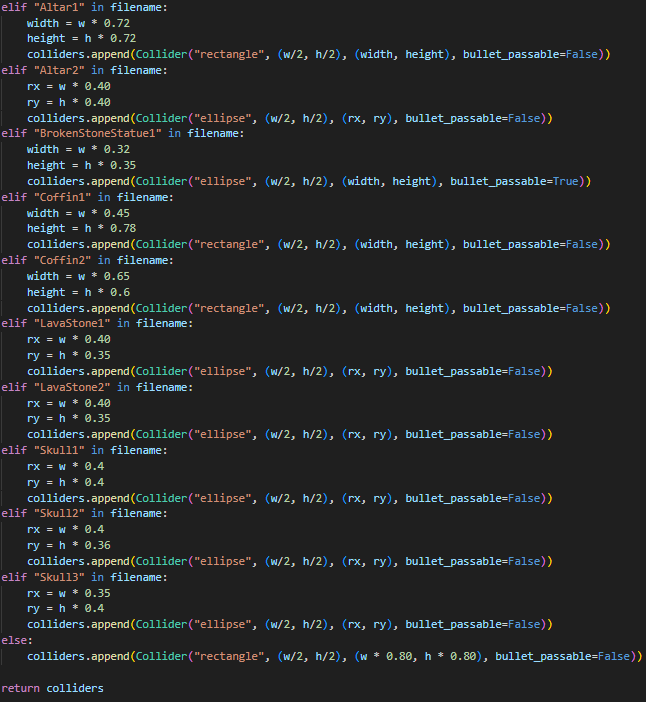 elif "Altar1" in filename:
    width = w * 0.72
    height = h * 0.72
    colliders.append(Collider("rectangle", (w/2, h/2), (width, height), bullet_passable=False))
elif "Altar2" in filename:
    rx = w * 0.40
    ry = h * 0.40
    colliders.append(Collider("ellipse", (w/2, h/2), (rx, ry), bullet_passable=False))
elif "BrokenStoneStatue1" in filename:
    width = w * 0.32
    height = h * 0.35
    colliders.append(Collider("ellipse", (w/2, h/2), (width, height), bullet_passable=True))
elif "Coffin1" in filename:
    width = w * 0.45
    height = h * 0.78
    colliders.append(Collider("rectangle", (w/2, h/2), (width, height), bullet_passable=False))
elif "Coffin2" in filename:
    width = w * 0.65
    height = h * 0.6
    colliders.append(Collider("rectangle", (w/2, h/2), (width, height), bullet_passable=False))
elif "LavaStone1" in filename:
    rx = w * 0.40
    ry = h * 0.35
    colliders.append(Collider("ellipse", (w/2, h/2), (rx, ry), bullet_passable=False))
elif "LavaStone2" in filename:
    rx = w * 0.40
    ry = h * 0.35
    colliders.append(Collider("ellipse", (w/2, h/2), (rx, ry), bullet_passable=False))
elif "Skull1" in filename:
    rx = w * 0.4
    ry = h * 0.4
    colliders.append(Collider("ellipse", (w/2, h/2), (rx, ry), bullet_passable=False))
elif "Skull2" in filename:
    rx = w * 0.4
    ry = h * 0.36
    colliders.append(Collider("ellipse", (w/2, h/2), (rx, ry), bullet_passable=False))
elif "Skull3" in filename:
    rx = w * 0.35
    ry = h * 0.4
    colliders.append(Collider("ellipse", (w/2, h/2), (rx, ry), bullet_passable=False))
else:
    colliders.append(Collider("rectangle", (w/2, h/2), (w * 0.80, h * 0.80), bullet_passable=False))

return colliders